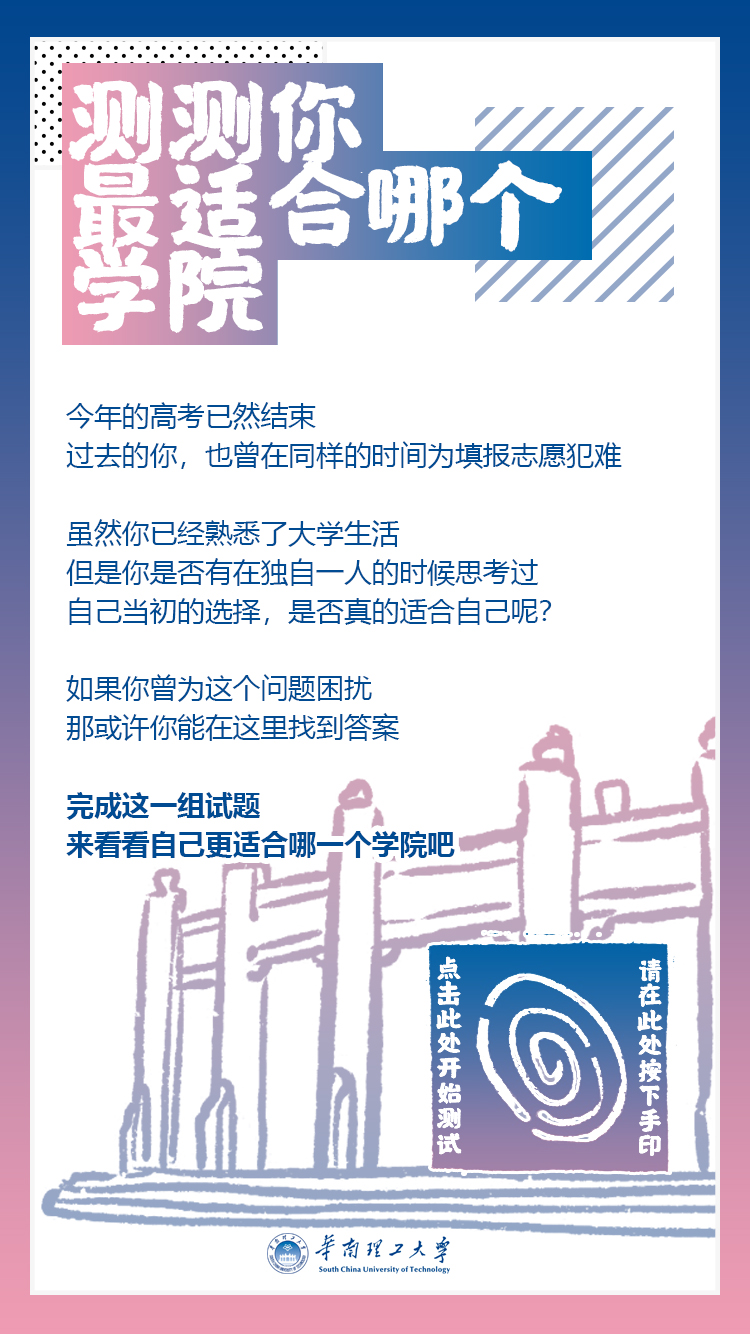 测测你
最适合哪个
学院
今年的高考已然结束
过去的你，也曾在同样的时间为填报志愿犯难
虽然你已经熟悉了大学生活
但是你是否有在独自一人的时候思考过
自己当初的选择，是否真的适合自己呢？
如果你曾为这个问题困扰
那或许你能在这里找到答案
完成这一组试题
来看看自己更适合哪一个学院吧
点击此处开始测试
请在此处按下手印
华南理工大学
South China University of Technology